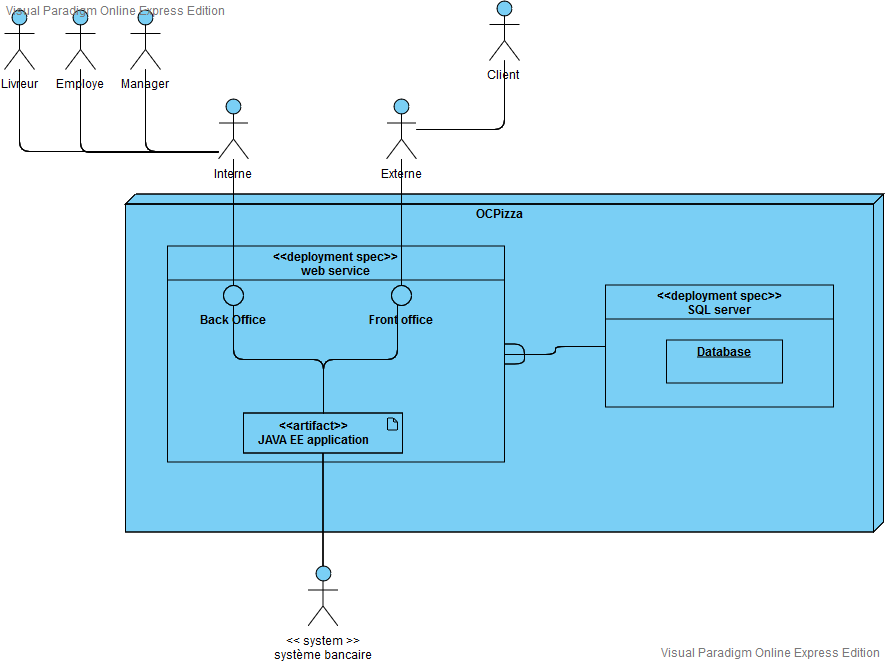 Visual Paradigm Online Express Edition
Livreur
Employe
Manager
Client
Interne
Externe
OCPizza
<<deployment spec>>
web service
Back Office
Front office
<<deployment spec>>
SQL server
Database
<<artifact>>
JAVA EE application
<< system >>
système bancaire
Visual Paradigm Online Express Edition